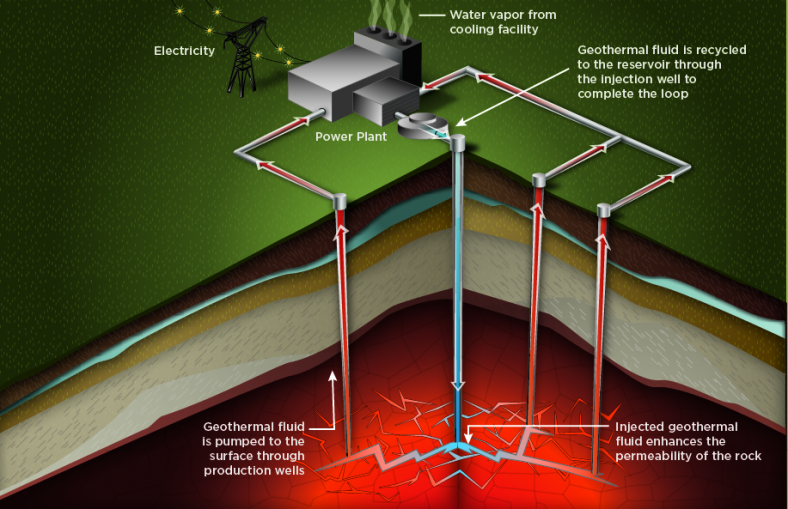 Water vapor from
cooling facility
Electricity
Geothermal fluid is recycled
to the reservoir through
the injection well to
complete the loop
Power Plant
Geothermal fluid
is pumped to the
surface through
production wells
Injected geothermal
fluid enhances the
permeability of the rock